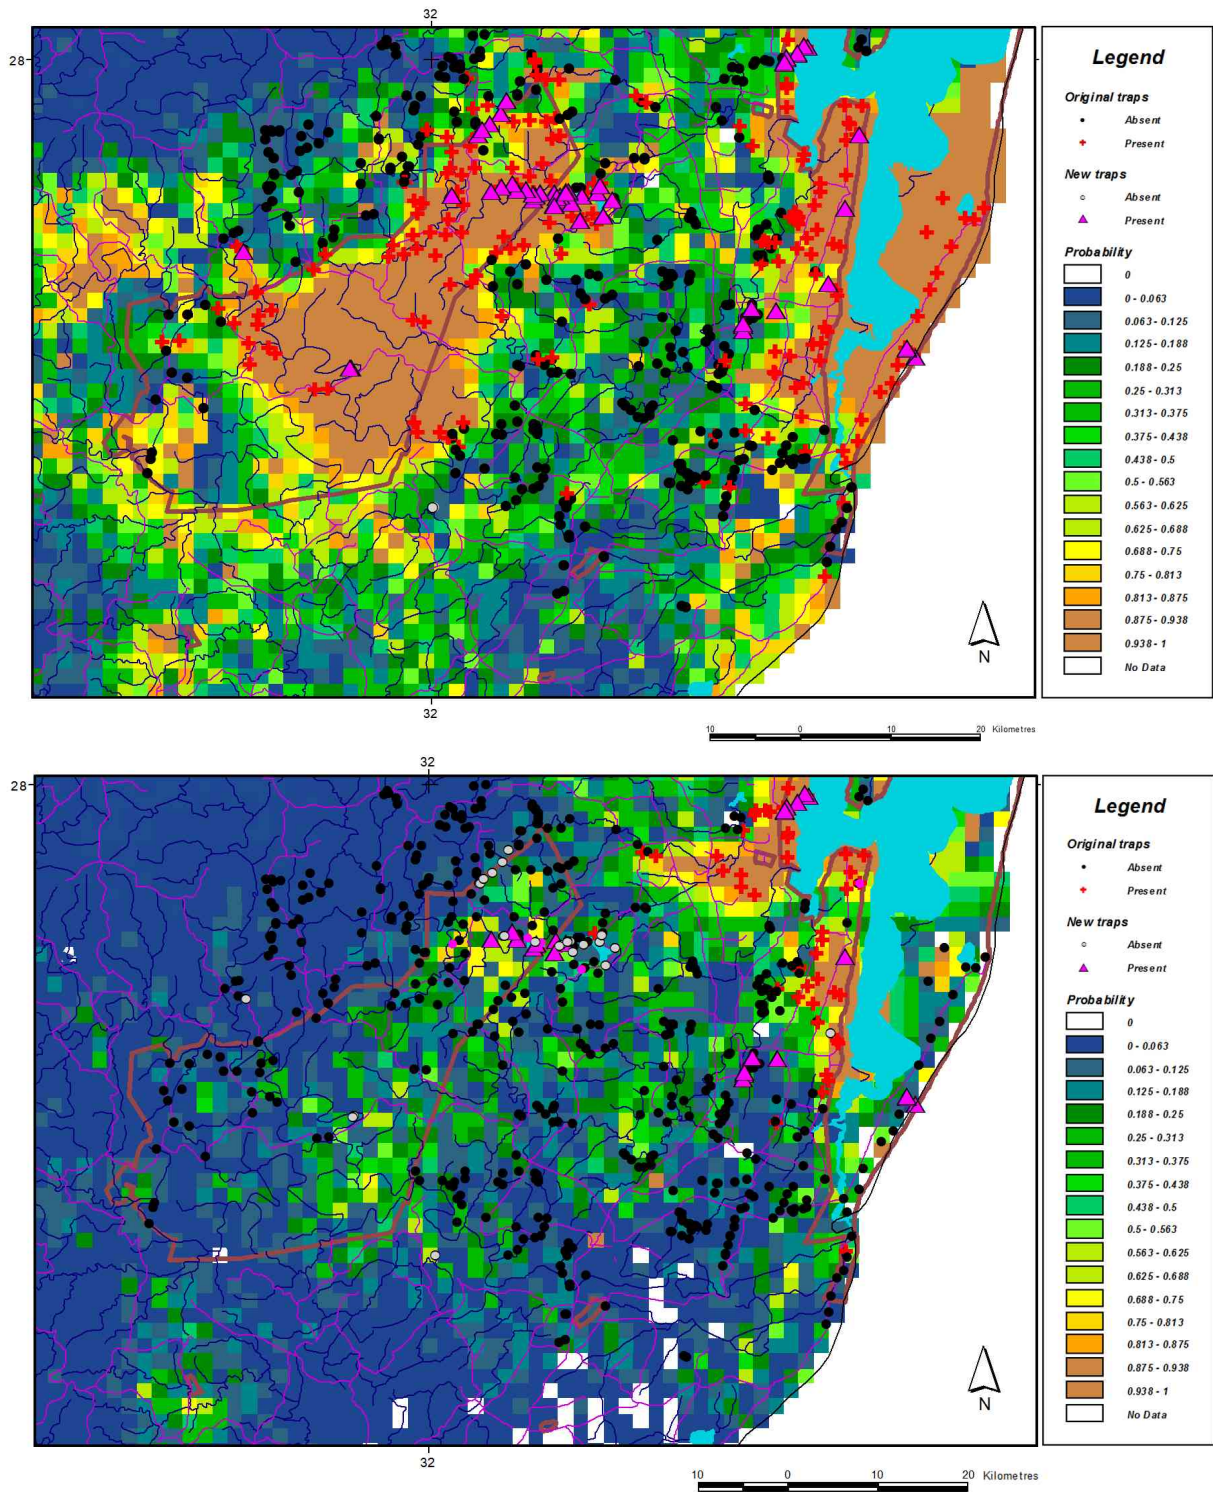 32
28
Legend
Original traps
Absent
Present
New traps
Absent
Present
Probability
0
0 - 0.063
0.063 - 0.125
0.125 - 0.188
0.188 - 0.25
0.25 - 0.313
0.313 - 0.375
0.375 - 0.438
0.438 - 0.5
0.5 - 0.563
0.563 - 0.625
0.625 - 0.688
0.688 - 0.75
0.75 - 0.813
0.813 - 0.875
0.875 - 0.938
0.938 - 1
No Data
N
32
10 0 10 20 Kilometres
32
28
Legend
Original traps
Absent
Present
New traps
Absent
Present
Probability
0
0 - 0.063
0.063 - 0.125
0.125 - 0.188
0.188 - 0.25
0.25 - 0.313
0.313 - 0.375
0.375 - 0.438
0.438 - 0.5
0.5 - 0.563
0.563 - 0.625
0.625 - 0.688
0.688 - 0.75
0.75 - 0.813
0.813 - 0.875
0.875 - 0.938
0.938 - 1
No Data
N
32
10 0 10 20 Kilometres